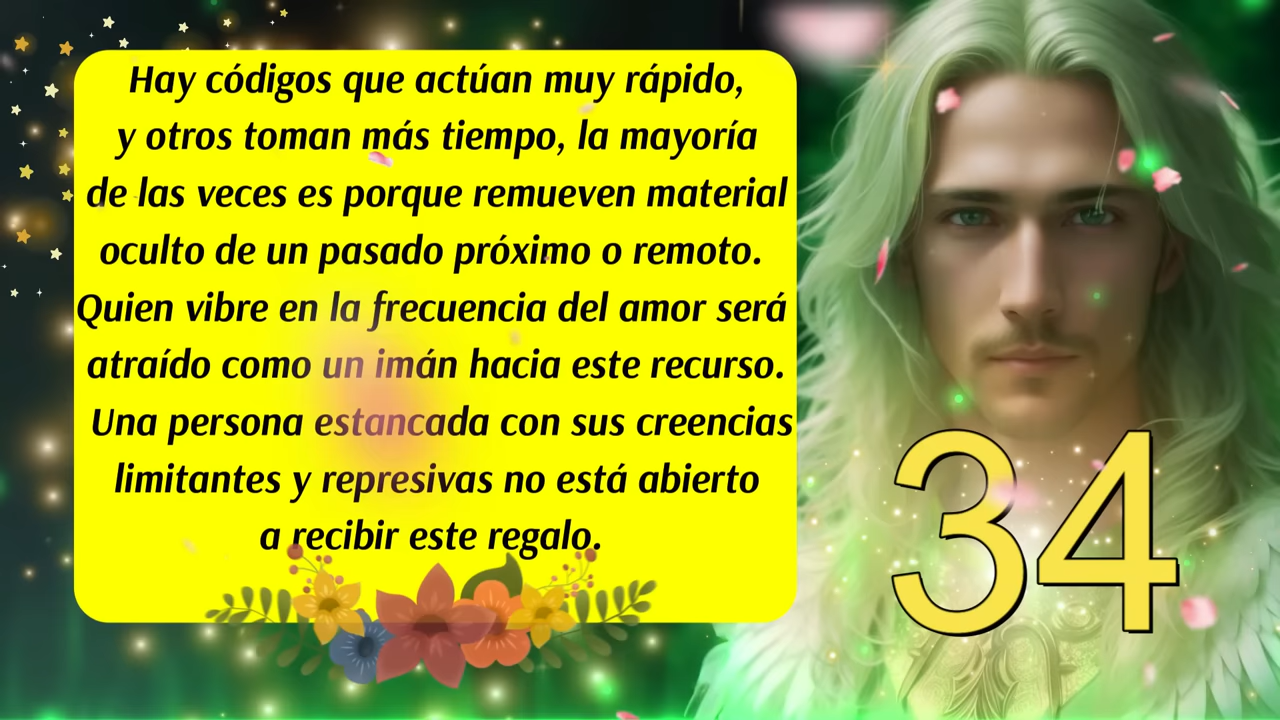 Hay códigos que actúan muy rápido,
y otros toman más tiempo, la mayoría
de las veces es porque remueven material
oculto de un pasado próximo o remoto.
Quien vibre en la frecuencia del amor será
atraído como un imán hacia este recurso.
Una persona estancada con sus creencias
limitantes y represivas no está abierto
a recibir este regalo.
34